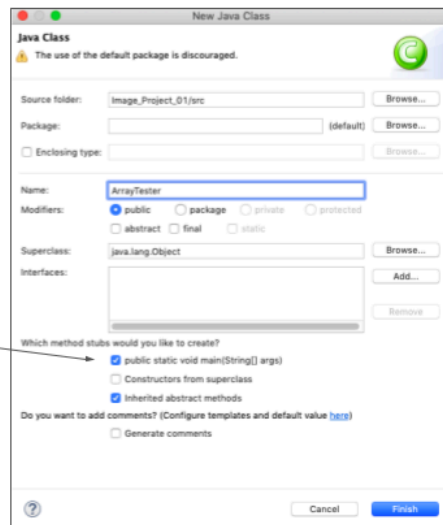 New Java Class
Java Class
The use of the default package is discouraged.
Source folder: Image_Project_01/src Browse...
Package: (default) Browse...
Enclosing type: Browse...
Name: ArrayTester
Modifiers: public package private protected
abstract final static
Superclass: java.lang.Object Browse...
Interfaces: Add...
Remove
Which method stubs would you like to create?
public static void main(String[] args)
Constructors from superclass
Inherited abstract methods
Do you want to add comments? (Configure templates and default value here)
Generate comments
? Cancel Finish